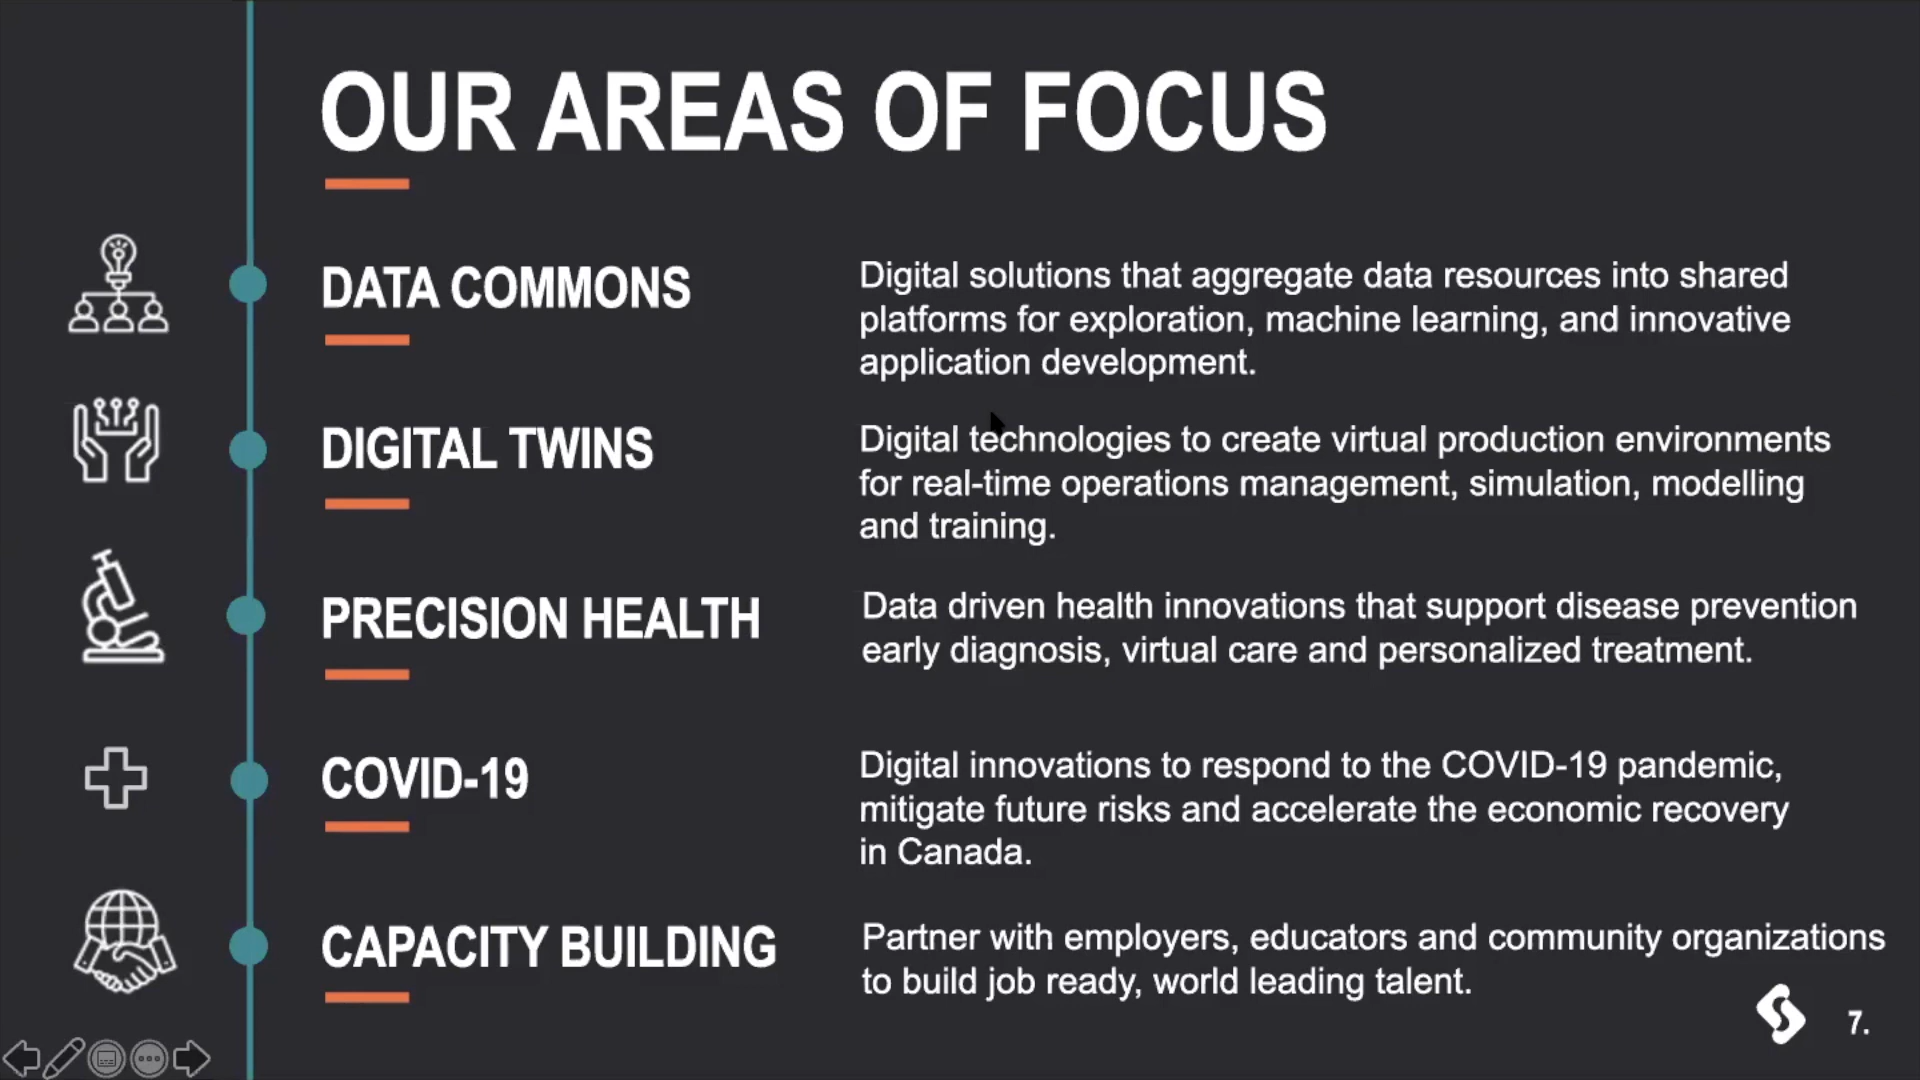 OUR AREAS OF FOCUS
DATA COMMONS
Digital solutions that aggregate data resources into shared
platforms for exploration, machine learning, and innovative
application development.
DIGITAL TWINS
Digital technologies to create virtual production environments
for real-time operations management, simulation, modelling
and training.
PRECISION HEALTH
Data driven health innovations that support disease prevention
early diagnosis, virtual care and personalized treatment.
COVID-19
Digital innovations to respond to the COVID-19 pandemic,
mitigate future risks and accelerate the economic recovery
in Canada.
CAPACITY BUILDING
Partner with employers, educators and community organizations
to build job ready, world leading talent.
7.